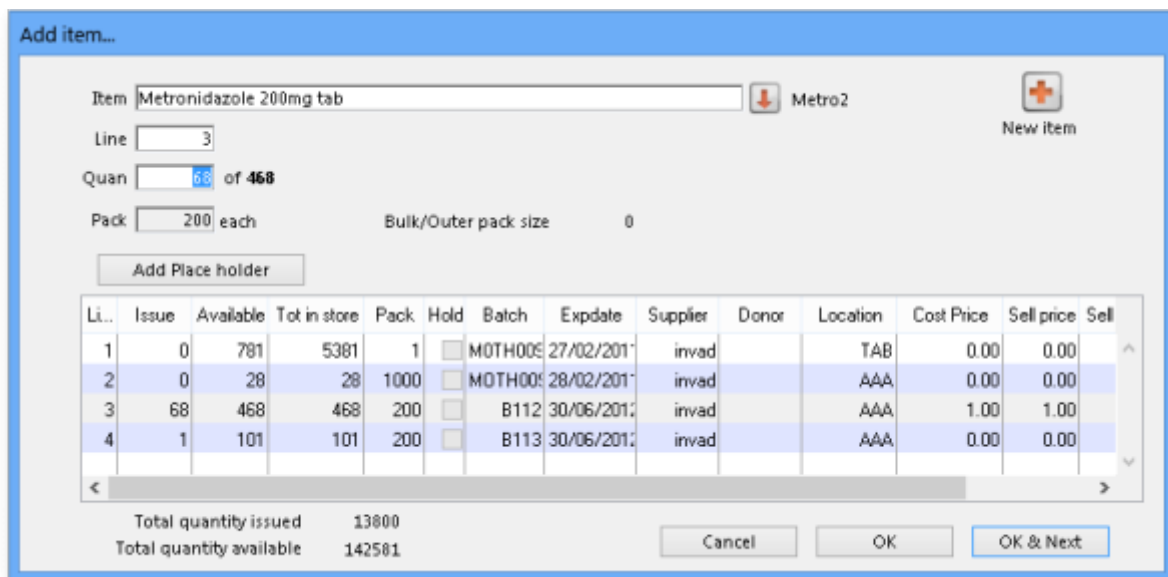 Add item...
Item Metronidazole 200mg tab Metro2
New item
Line 3
Quan 68 of 468
Pack 200 each Bulk/Outer pack size 0
Add Place holder
Li... Issue Available Tot in store Pack Hold Batch Expdate Supplier Donor Location Cost Price Sell price Sell
1 0 781 5381 1 MOTH009 27/02/201 invad TAB 0.00 0.00
2 0 28 28 1000 MOTH009 28/02/201 invad AAA 0.00 0.00
3 68 468 468 200 B112 30/06/2012 invad AAA 1.00 1.00
4 1 101 101 200 B113 30/06/2012 invad AAA 0.00 0.00
Total quantity issued 13800
Total quantity available 142581
Cancel OK OK & Next